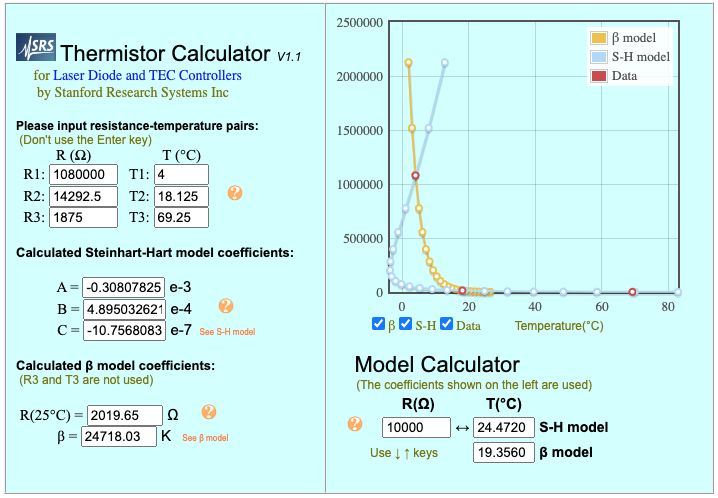 SRS Thermistor Calculator V1.1
for Laser Diode and TEC Controllers
by Stanford Research Systems Inc
Please input resistance-temperature pairs:
(Don't use the Enter key)
R (Ω) T (°C)
R1: 1080000 T1: 4
R2: 14292.5 T2: 18.125 ?
R3: 1875 T3: 69.25
Calculated Steinhart-Hart model coefficients:
A = -0.30807825 e-3
B = 4.895032621 e-4 ?
C = -10.7568083 e-7 See S-H model
Calculated β model coefficients:
(R3 and T3 are not used)
R(25°C) = 2019.65 Ω ?
β = 24718.03 K See β model
2500000
2000000
1500000
1000000
500000
0
0 20 40 60 80
β model
S-H model
Data
β S-H Data Temperature(°C)
Model Calculator
(The coefficients shown on the left are used)
R(Ω) T(°C)
? 10000 ↔ 24.4720 S-H model
Use ↓↑ keys 19.3560 β model